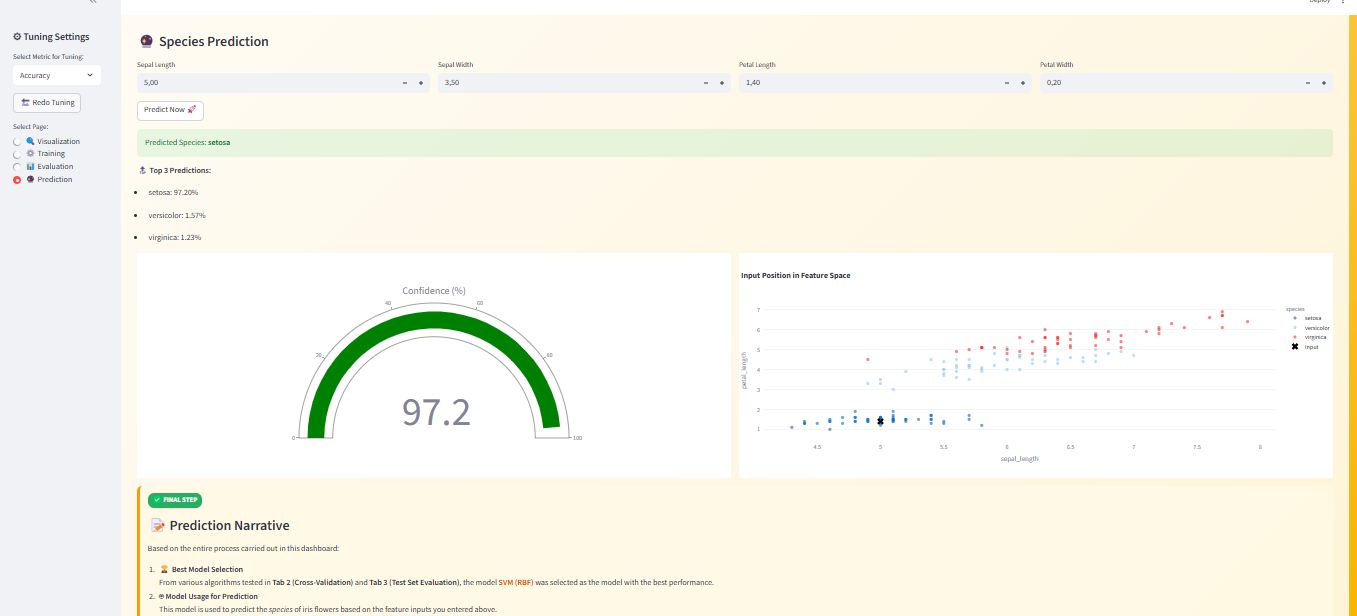 Deploy
Tuning Settings
Select Metric for Tuning:
Accuracy
Redo Tuning
Select Page:
Visualization
Training
Evaluation
Prediction
Species Prediction
Sepal Length
Sepal Width
Petal Length
Petal Width
5,00
3,50
1,40
0,20
Predict Now
Predicted Species: setosa
Top 3 Predictions:
setosa: 97.20%
versicolor: 1.57%
virginica: 1.23%
Confidence (%)
0
20
40
60
80
100
97.2
Input Position in Feature Space
petal_length
7
6
5
4
3
2
1
4.5 5 5.5 6 6.5 7 7.5 8
sepal_length
species
setosa
versicolor
virginica
Input
FINAL STEP
Prediction Narrative
Based on the entire process carried out in this dashboard:
1. Best Model Selection
From various algorithms tested in Tab 2 (Cross-Validation) and Tab 3 (Test Set Evaluation), the model SVM (RBF) was selected as the model with the best performance.
2. Model Usage for Prediction
This model is used to predict the species of iris flowers based on the feature inputs you entered above.